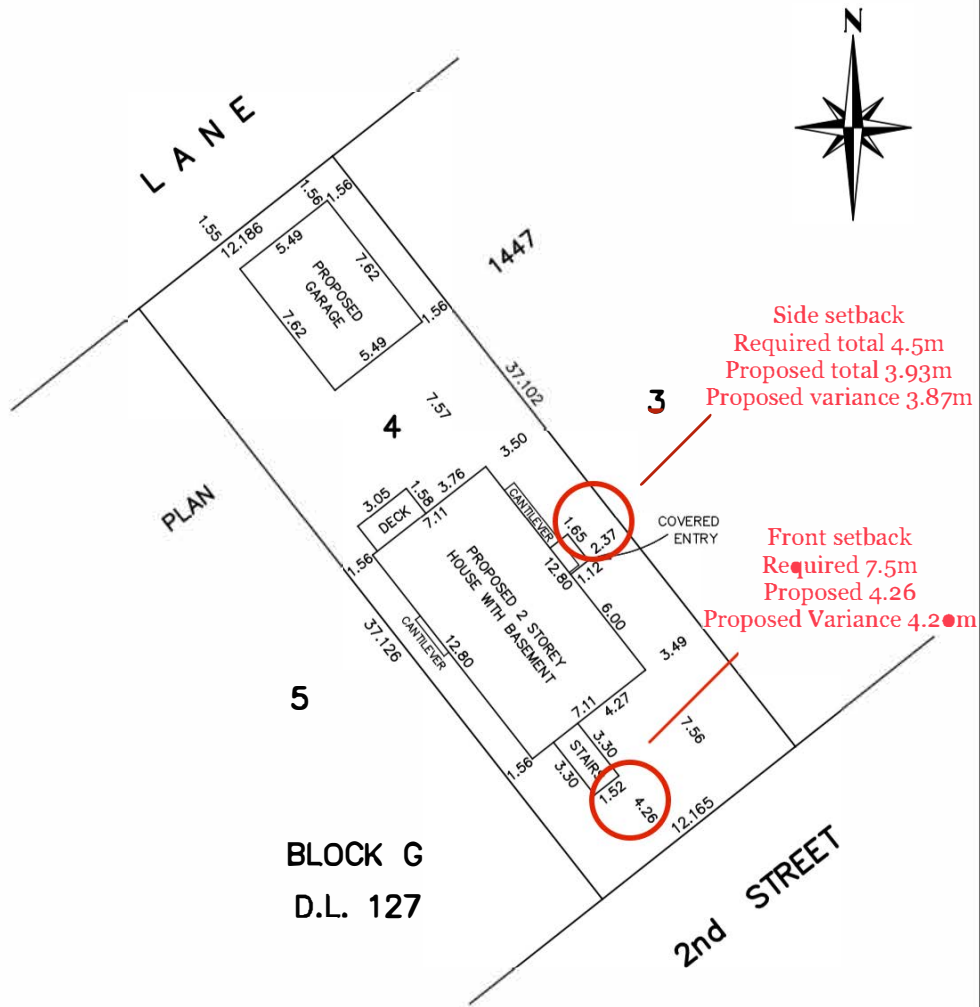 N
LANE
1.56
1.56
1.55
12.186
5.49
7.62
PROPOSED
GARAGE
7.62
5.49
1.56
1447
37.102
Side setback
Required total 4.5m
Proposed total 3.93m
Proposed variance 3.87m
3
4
7.57
3.50
PLAN
3.05
1.58
3.76
DECK
7.11
CANTILEVER
1.65
2.37
COVERED
ENTRY
1.12
12.80
1.56
PROPOSED 2 STOREY
HOUSE WITH BASEMENT
6.00
Front setback
Required 7.5m
Proposed 4.26
Proposed Variance 4.20m
37.126
CANTILEVER
12.80
3.49
5
7.11
4.27
7.56
STAIRS
3.30
3.30
1.56
1.52
4.26
12.165
BLOCK G
D.L. 127
2nd STREET